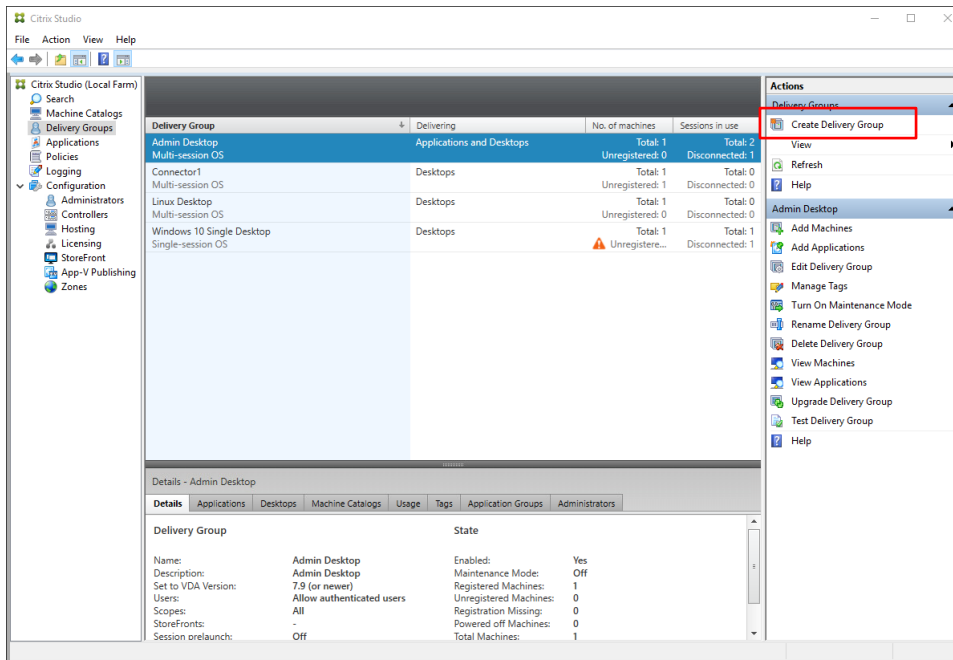 Citrix Studio
File Action View Help
Citrix Studio (Local Farm)
Search
Machine Catalogs
Delivery Groups
Applications
Policies
Logging
Configuration
Administrators
Controllers
Hosting
Licensing
StoreFront
App-V Publishing
Zones
Delivery Group Delivering No. of machines Sessions in use
Admin Desktop Applications and Desktops Total: 1 Total: 2
Multi-session OS Unregistered: 0 Disconnected: 1
Connector1 Desktops Total: 1 Total: 0
Multi-session OS Unregistered: 1 Disconnected: 0
Linux Desktop Desktops Total: 1 Total: 0
Multi-session OS Unregistered: 0 Disconnected: 0
Windows 10 Single Desktop Desktops Total: 1 Total: 1
Single-session OS Unregistere... Disconnected: 1
Details - Admin Desktop
Details Applications Desktops Machine Catalogs Usage Tags Application Groups Administrators
Delivery Group State
Name: Admin Desktop Enabled: Yes
Description: Admin Desktop Maintenance Mode: Off
Set to VDA Version: 7.9 (or newer) Registered Machines: 1
Users: Allow authenticated users Unregistered Machines: 0
Scopes: All Registration Missing: 0
StoreFronts: - Powered off Machines: 0
Session prelaunch: Off Total Machines: 1
Actions
Delivery Groups
Create Delivery Group
View
Refresh
Help
Admin Desktop
Add Machines
Add Applications
Edit Delivery Group
Manage Tags
Turn On Maintenance Mode
Rename Delivery Group
Delete Delivery Group
View Machines
View Applications
Upgrade Delivery Group
Test Delivery Group
Help